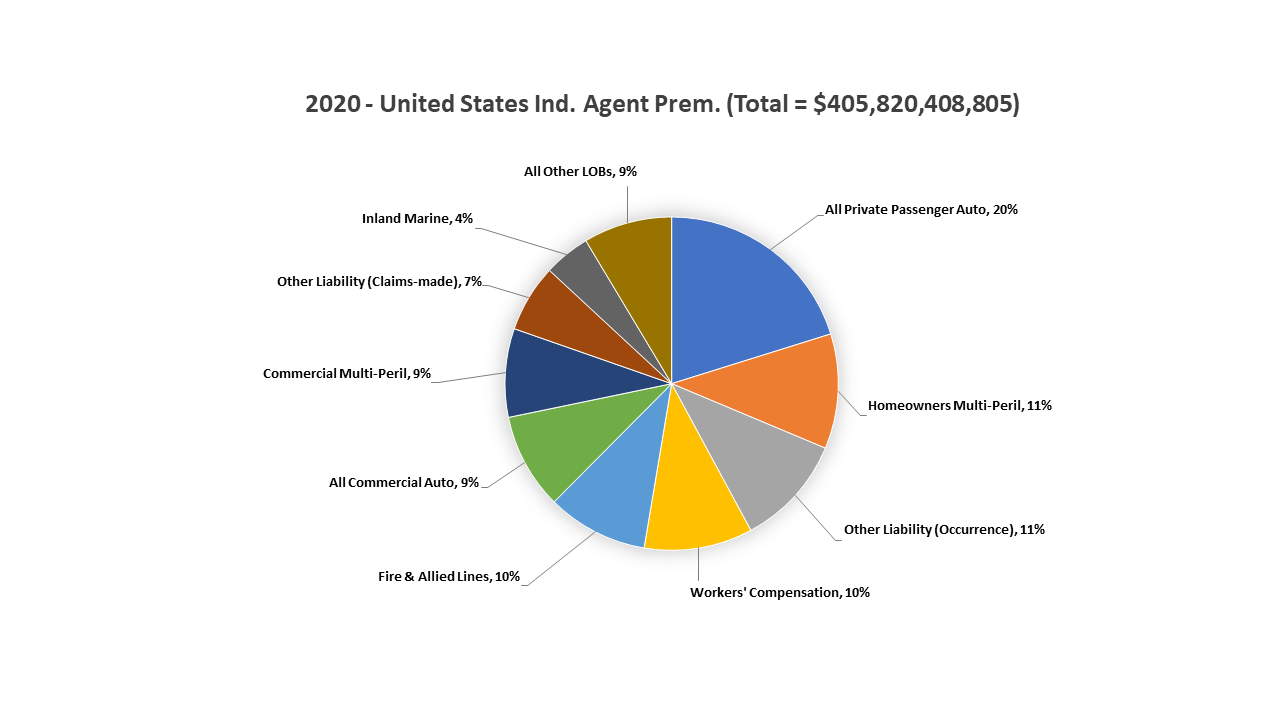 2020 - United States Ind. Agent Prem. (Total = $405,820,408,805)
All Other LOBs, 9%
All Private Passenger Auto, 20%
Inland Marine, 4%
Other Liability (Claims-made), 7%
Commercial Multi-Peril, 9%
Homeowners Multi-Peril, 11%
All Commercial Auto, 9%
Other Liability (Occurrence), 11%
Fire & Allied Lines, 10%
Workers' Compensation, 10%